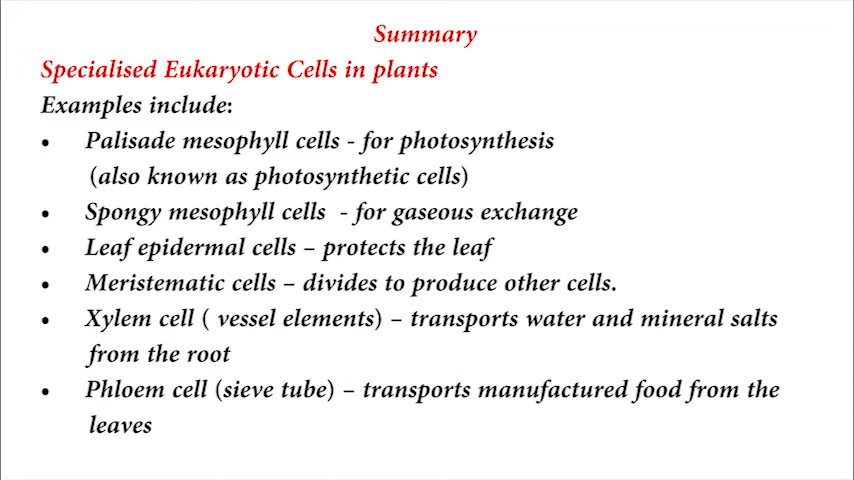 Summary
Specialised Eukaryotic Cells in plants
Examples include:
• Palisade mesophyll cells - for photosynthesis
(also known as photosynthetic cells)
• Spongy mesophyll cells - for gaseous exchange
• Leaf epidermal cells – protects the leaf
• Meristematic cells – divides to produce other cells.
• Xylem cell ( vessel elements) – transports water and mineral salts
from the root
• Phloem cell (sieve tube) – transports manufactured food from the
leaves